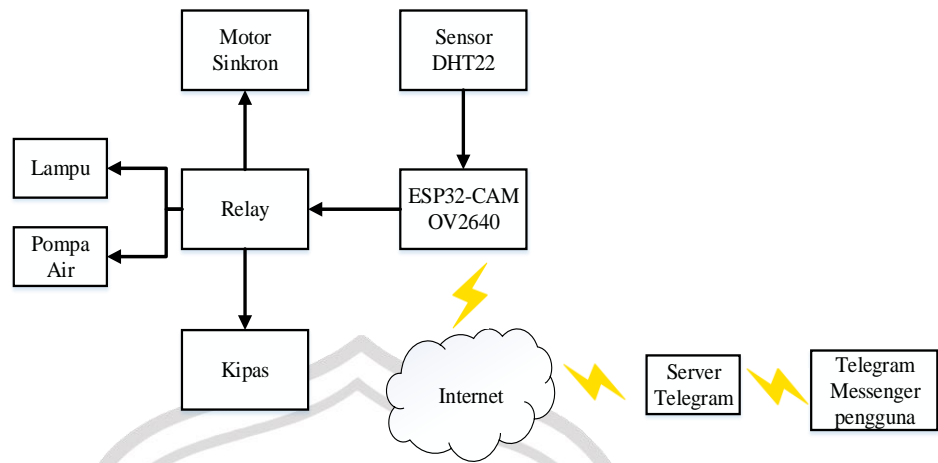 Motor
Sinkron
Sensor
DHT22
Lampu
Relay
ESP32-CAM
OV2640
Pompa
Air
Kipas
Internet
Server
Telegram
Telegram
Messenger
pengguna